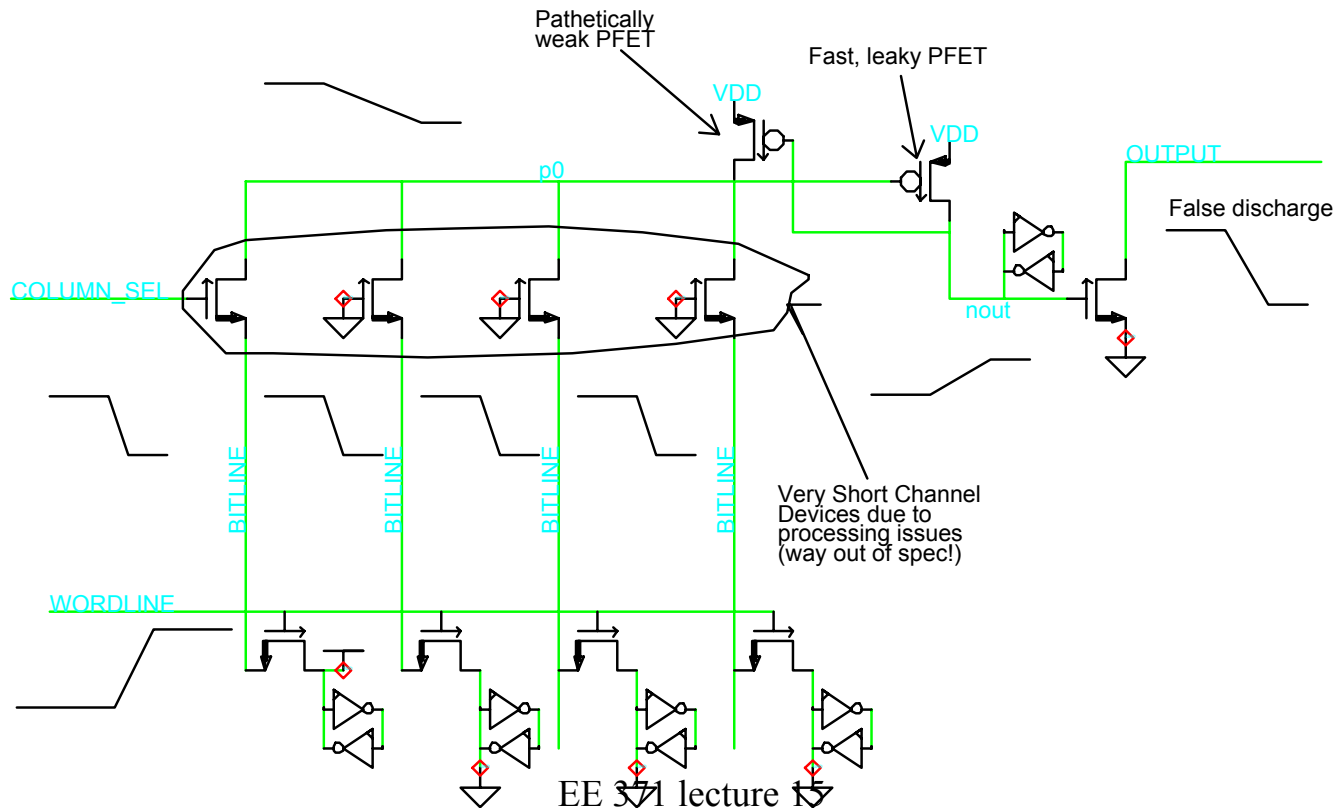 Pathetically
weak PFET
Fast, leaky PFET
VDD
VDD
OUTPUT
p0
False discharge
COLUMN_SEL
nout
BITLINE
BITLINE
BITLINE
BITLINE
Very Short Channel
Devices due to
processing issues
(way out of spec!)
WORDLINE
EE 371 lecture 15